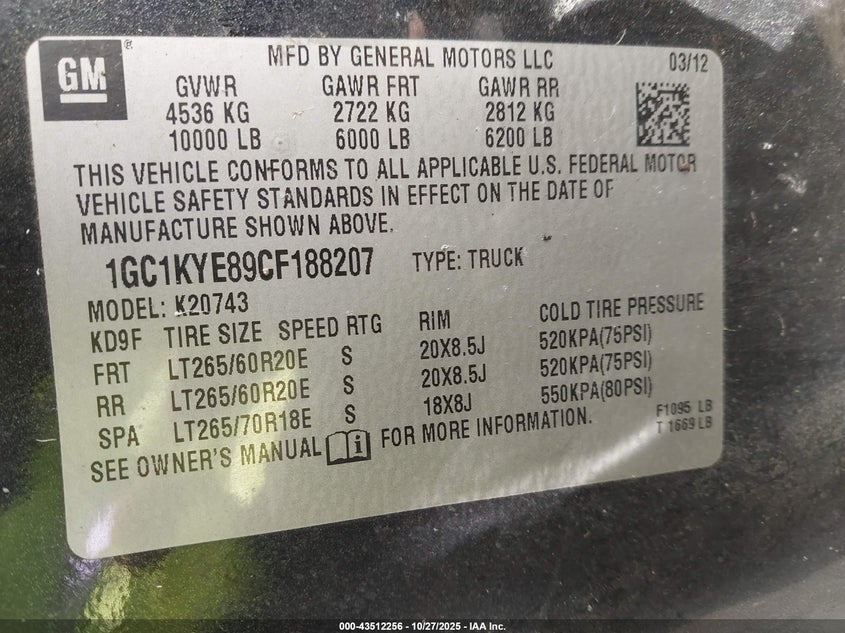 GM
MFD BY GENERAL MOTORS LLC 03/12
GVWR GAWR FRT GAWR RR
4536 KG 2722 KG 2812 KG
10000 LB 6000 LB 6200 LB
THIS VEHICLE CONFORMS TO ALL APPLICABLE U.S. FEDERAL MOTOR
VEHICLE SAFETY STANDARDS IN EFFECT ON THE DATE OF
MANUFACTURE SHOWN ABOVE.
1GC1KYE89CF188207 TYPE: TRUCK
MODEL: K20743
KD9F TIRE SIZE SPEED RTG RIM COLD TIRE PRESSURE
FRT LT265/60R20E S 20X8.5J 520KPA(75PSI)
RR LT265/60R20E S 20X8.5J 520KPA(75PSI)
SPA LT265/70R18E S 18X8J 550KPA(80PSI)
SEE OWNER'S MANUAL FOR MORE INFORMATION.
F1095 LB
T 1669 LB
000-43512256 - 10/27/2025 - IAA Inc.